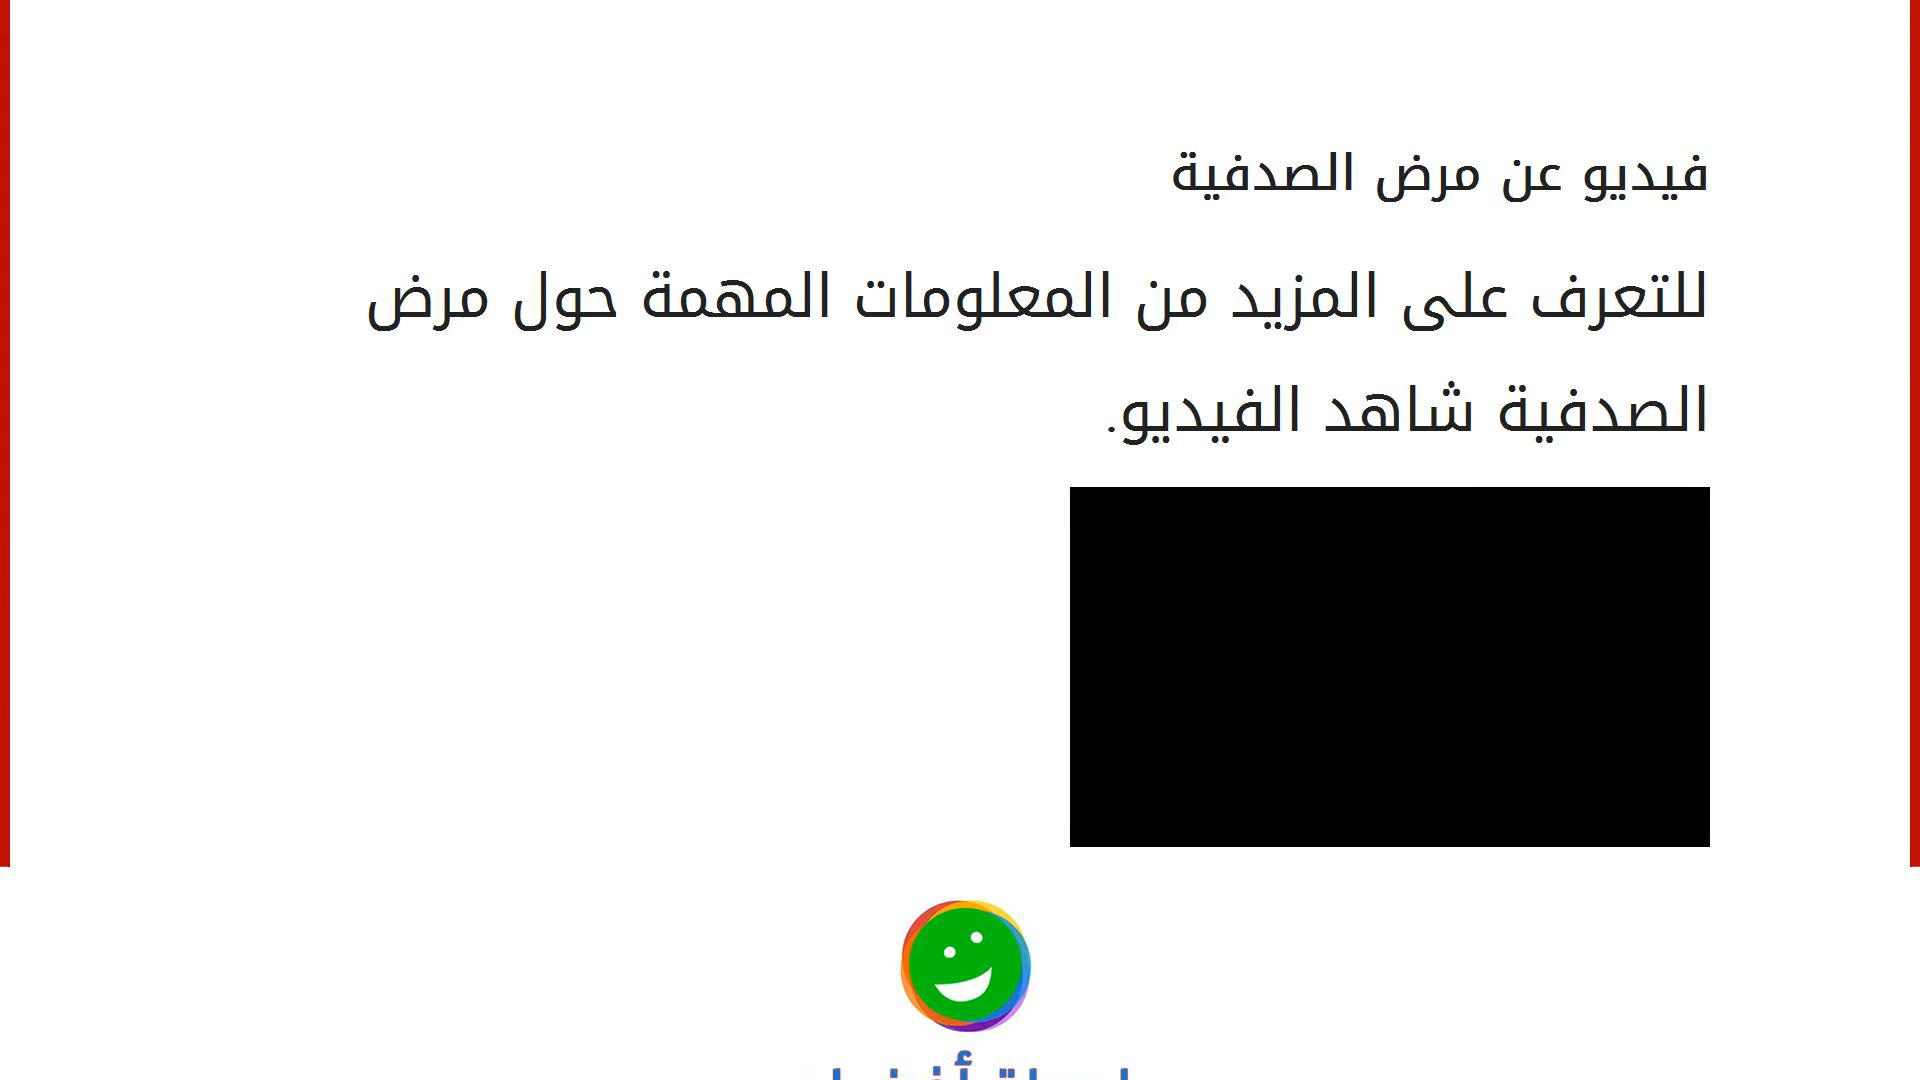 فيديو عن مرض الصدفية
للتعرف على المزيد من المعلومات المهمة حول مرض
الصدفية شاهد الفيديو.